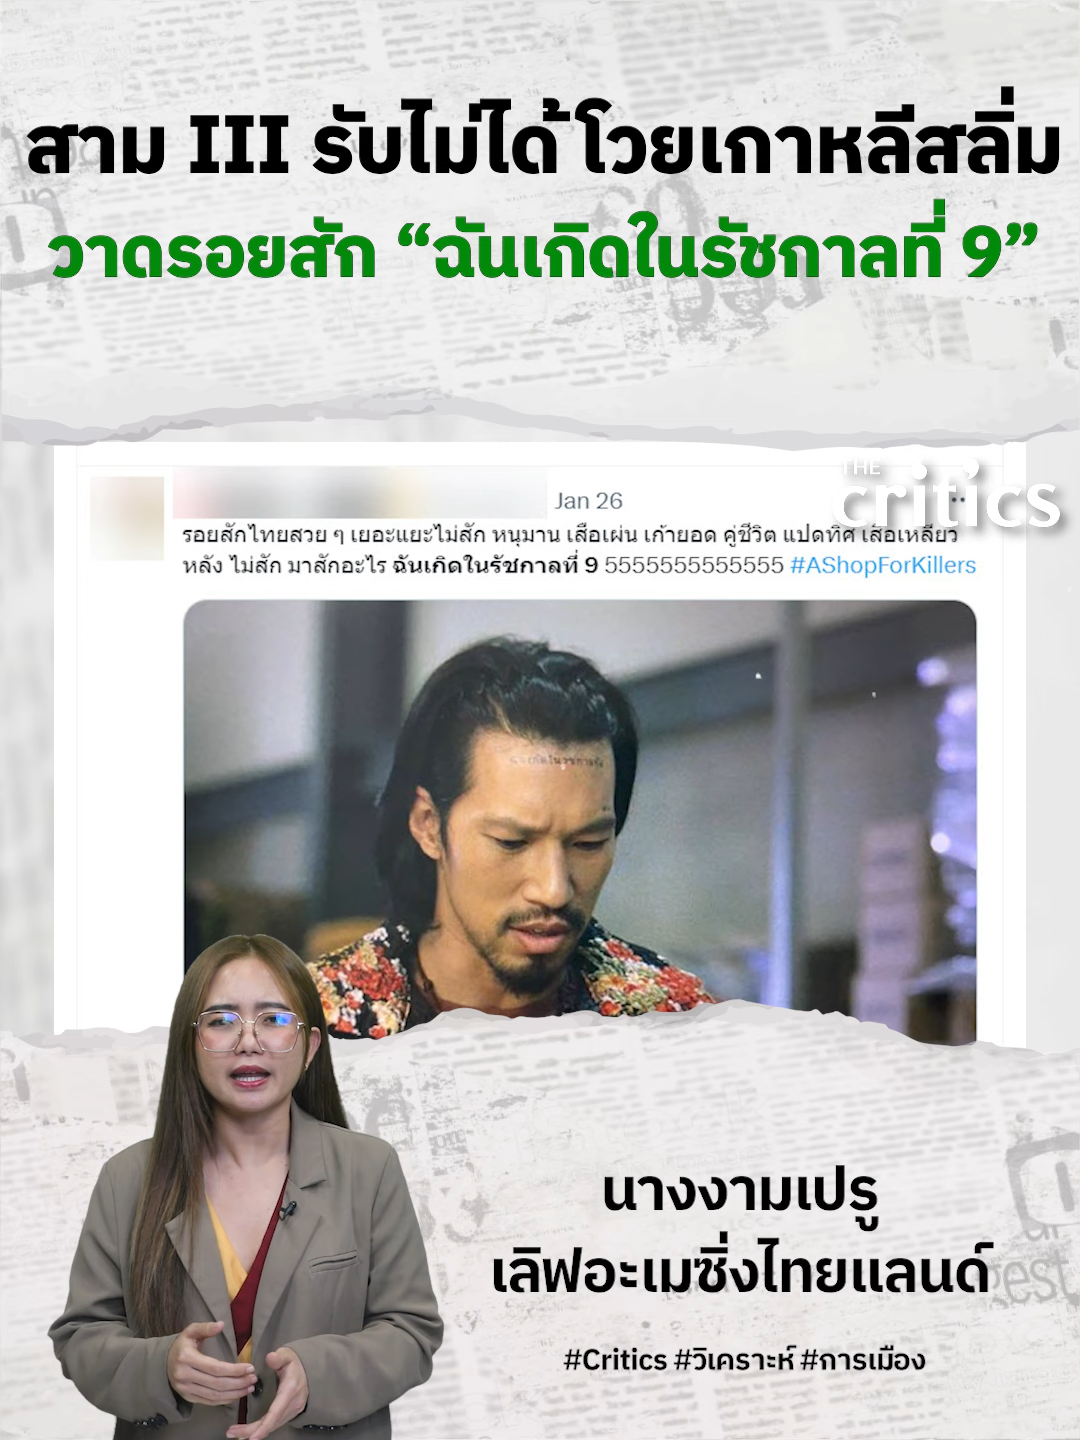 สาม III รับไม่ได้ โวยเกาหลีสลิ่ม
วาดรอยสัก “ฉันเกิดในรัชกาลที่ 9”
THE
critics
Jan 26
รอยสักไทยสวย ๆ เยอะแยะไม่สัก หนุมาน เสือเผ่น เก้ายอด คู่ชีวิต แปดทิศ เสือเหลียว
หลัง ไม่สัก มาสักอะไร ฉันเกิดในรัชกาลที่ 9 5555555555555 #AShopForKillers
นางงามเปรู
เลิฟอะเมซิ่งไทยแลนด์
#Critics #วิเคราะห์ #การเมือง